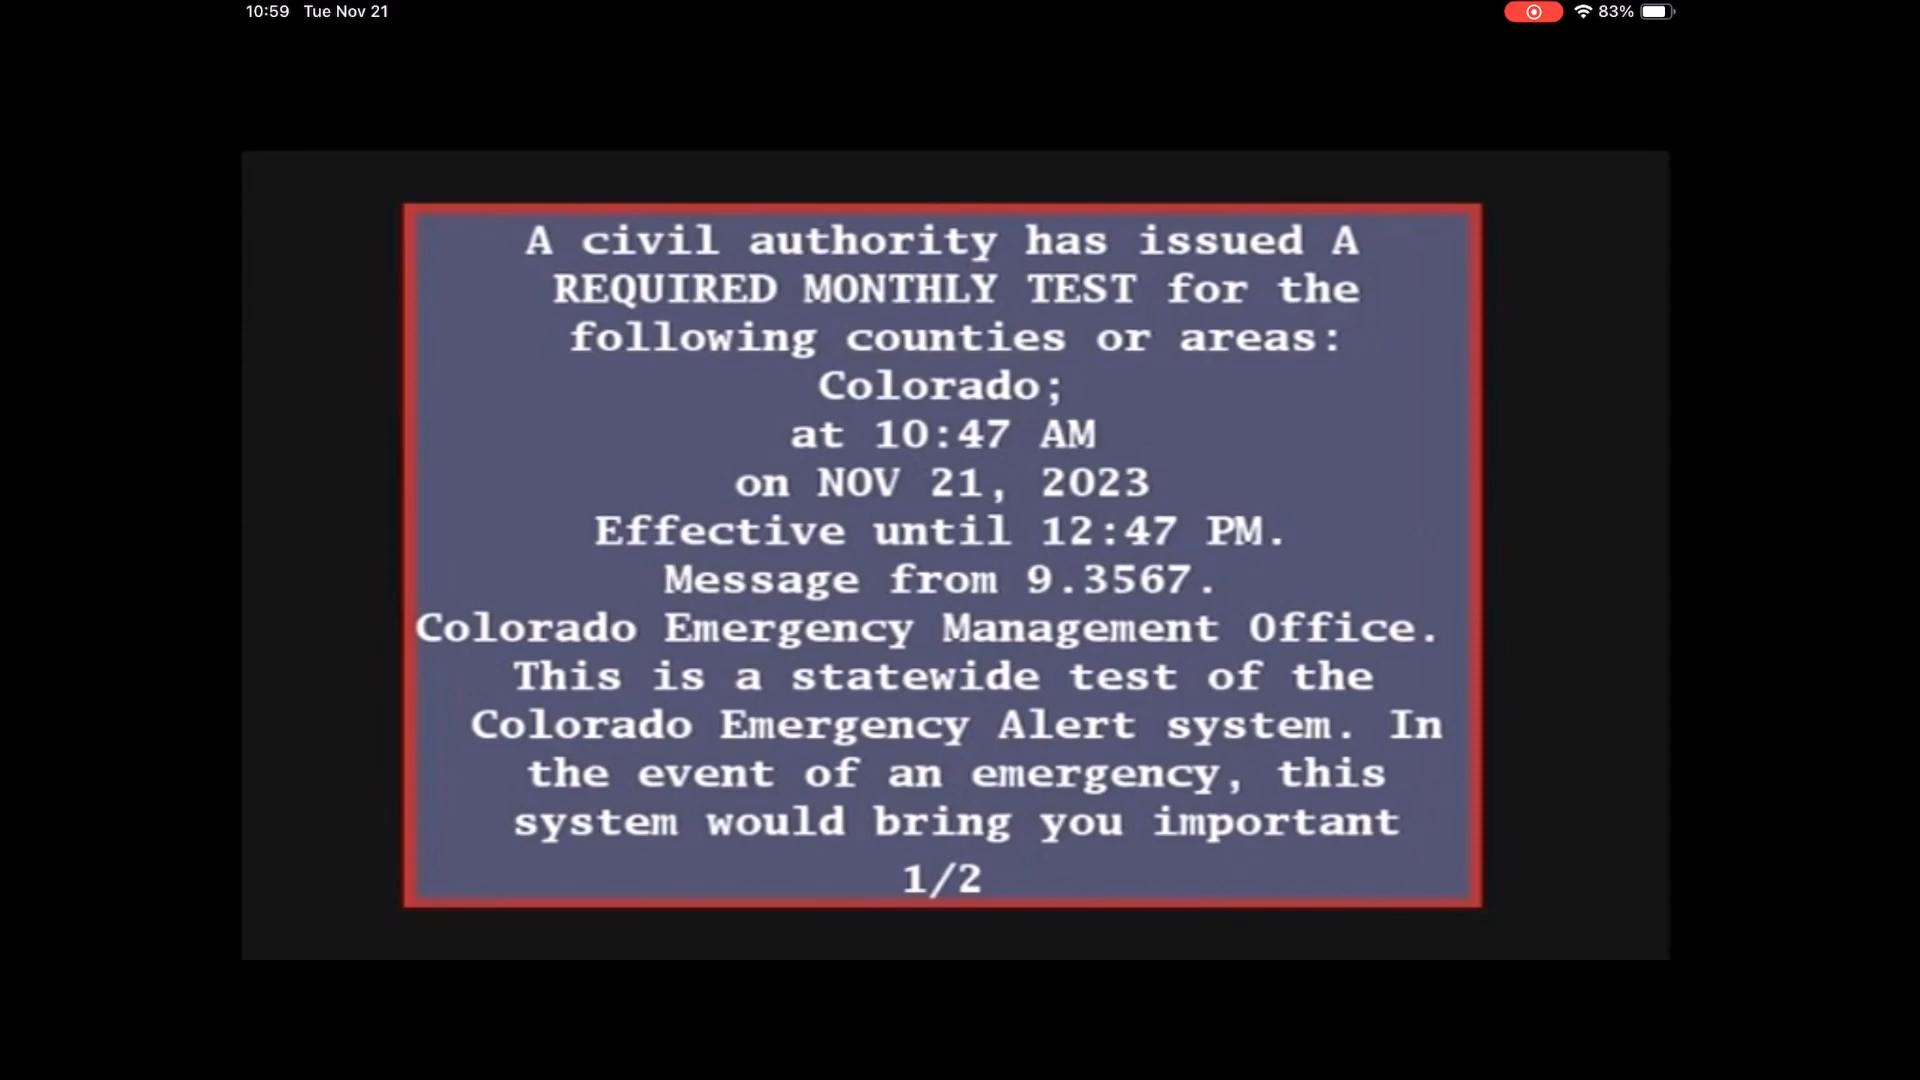 10:59 Tue Nov 21
83%
A civil authority has issued A
REQUIRED MONTHLY TEST for the
following counties or areas:
Colorado;
at 10:47 AM
on NOV 21, 2023
Effective until 12:47 PM.
Message from 9.3567.
Colorado Emergency Management Office.
This is a statewide test of the
Colorado Emergency Alert system. In
the event of an emergency, this
system would bring you important
1/2